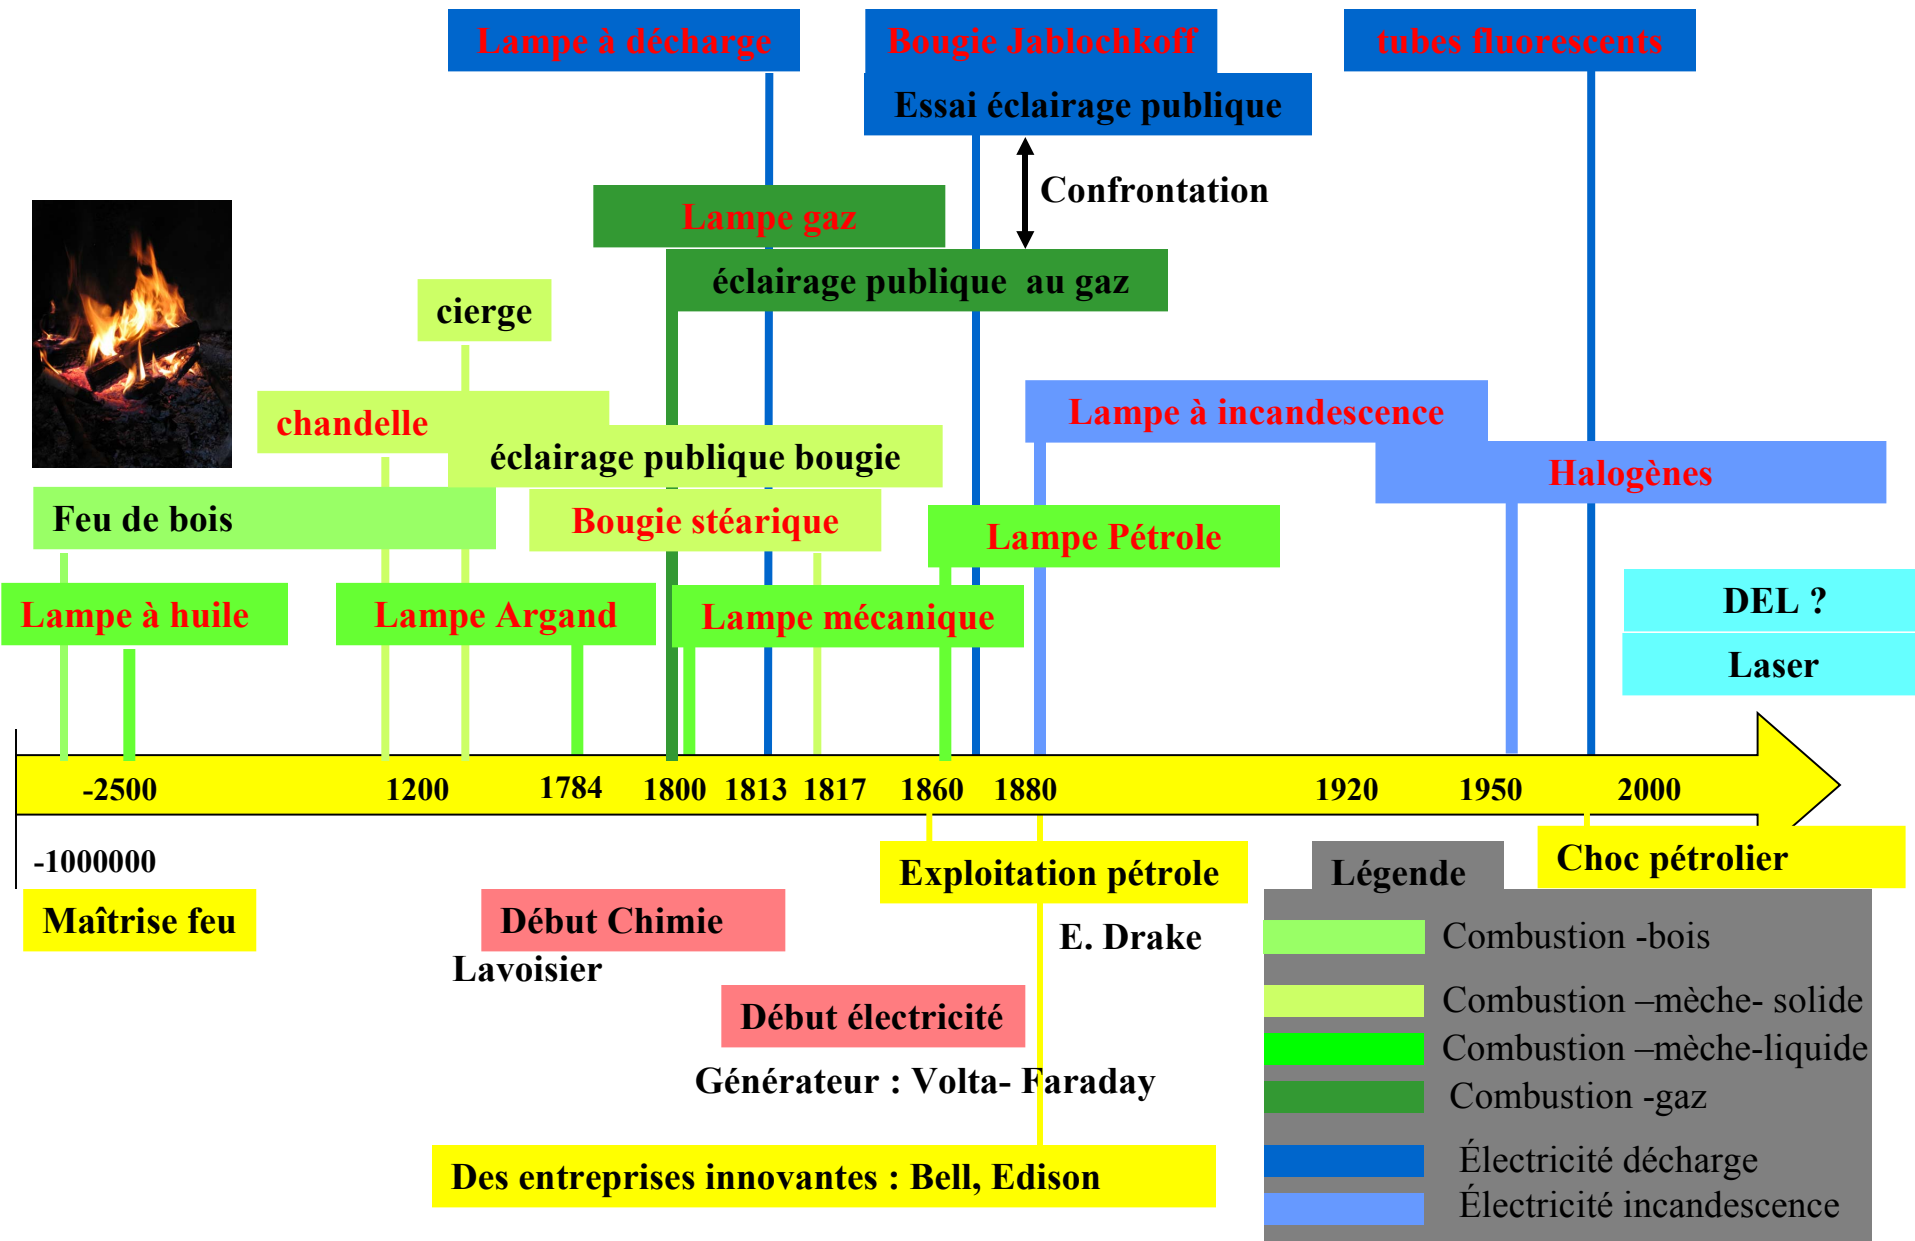 Lampe à décharge
Bougie Jablochkoff
tubes fluorescents
Essai éclairage publique
Confrontation
Lampe gaz
éclairage publique au gaz
cierge
chandelle
Lampe à incandescence
éclairage publique bougie
Halogènes
Feu de bois
Bougie stéarique
Lampe Pétrole
Lampe à huile
Lampe Argand
Lampe mécanique
DEL ?
Laser
-2500 1200 1784 1800 1813 1817 1860 1880 1920 1950 2000
-1000000
Maîtrise feu
Début Chimie
Lavoisier
Exploitation pétrole
E. Drake
Choc pétrolier
Début électricité
Générateur : Volta- Faraday
Des entreprises innovantes : Bell, Edison
Légende
Combustion -bois
Combustion –mèche- solide
Combustion –mèche-liquide
Combustion -gaz
Électricité décharge
Électricité incandescence